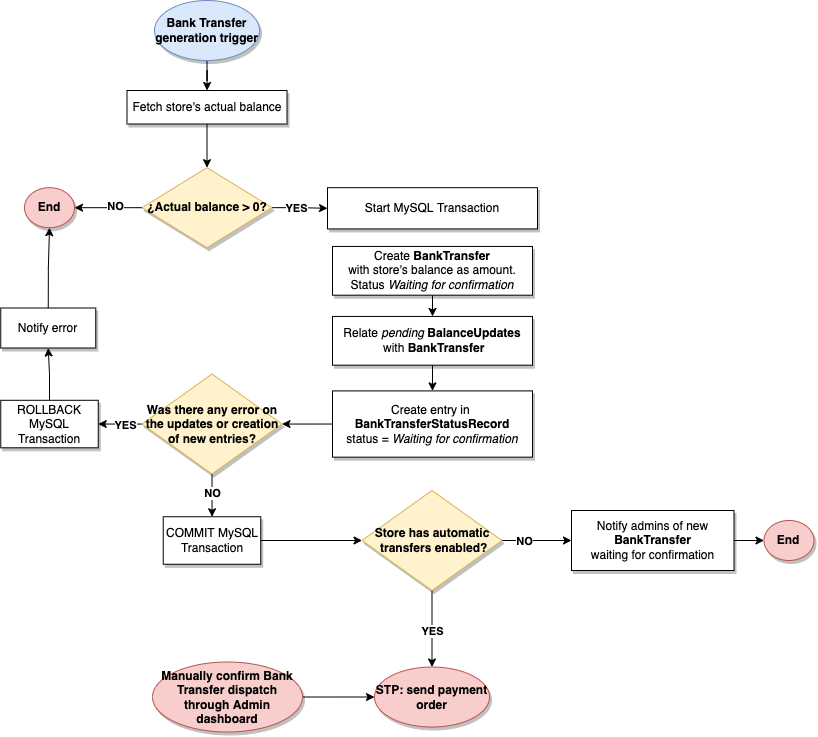 Bank Transfer
generation trigger
Fetch store's actual balance
¿Actual balance > 0?
NO
End
YES
Start MySQL Transaction
Create BankTransfer
with store's balance as amount.
Status Waiting for confirmation
Relate pending BalanceUpdates
with BankTransfer
Create entry in
BankTransferStatusRecord
status = Waiting for confirmation
Was there any error on
the updates or creation
of new entries?
YES
ROLLBACK
MySQL
Transaction
Notify error
NO
COMMIT MySQL
Transaction
Store has automatic
transfers enabled?
NO
Notify admins of new
BankTransfer
waiting for confirmation
End
YES
STP: send payment
order
Manually confirm Bank
Transfer dispatch
through Admin
dashboard